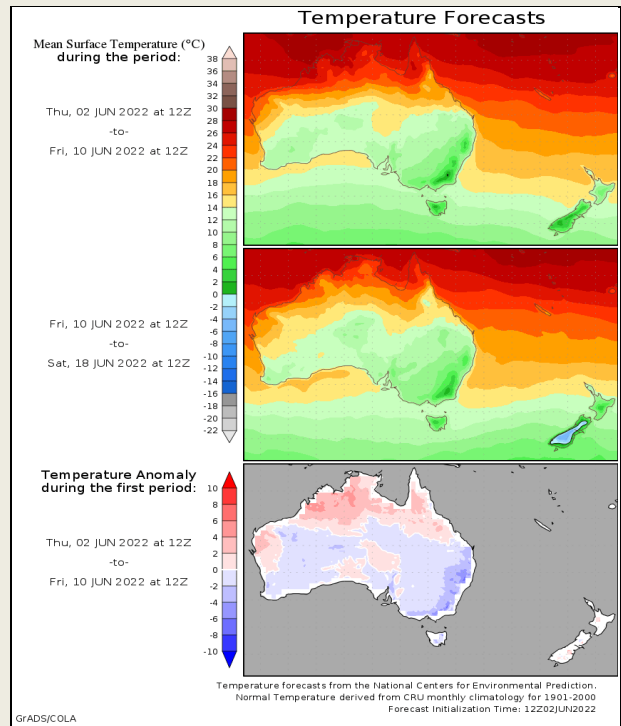 Temperature Forecasts
Mean Surface Temperature (°C)
during the period:
38
36
34
32
30
28
26
24
22
20
18
16
14
12
10
8
6
4
2
0
-2
-4
-6
-8
-10
-12
-14
-16
-18
-20
-22
Thu, 02 JUN 2022 at 12Z
-to-
Fri, 10 JUN 2022 at 12Z
Fri, 10 JUN 2022 at 12Z
-to-
Sat, 18 JUN 2022 at 12Z
Temperature Anomaly
during the first period:
10
8
6
4
2
0
-2
-4
-6
-8
-10
Thu, 02 JUN 2022 at 12Z
-to-
Fri, 10 JUN 2022 at 12Z
Temperature forecasts from the National Centers for Environmental Prediction.
Normal Temperature derived from CRU monthly climatology for 1901-2000
Forecast Initialization Time: 12Z02JUN2022
GrADS/COLA